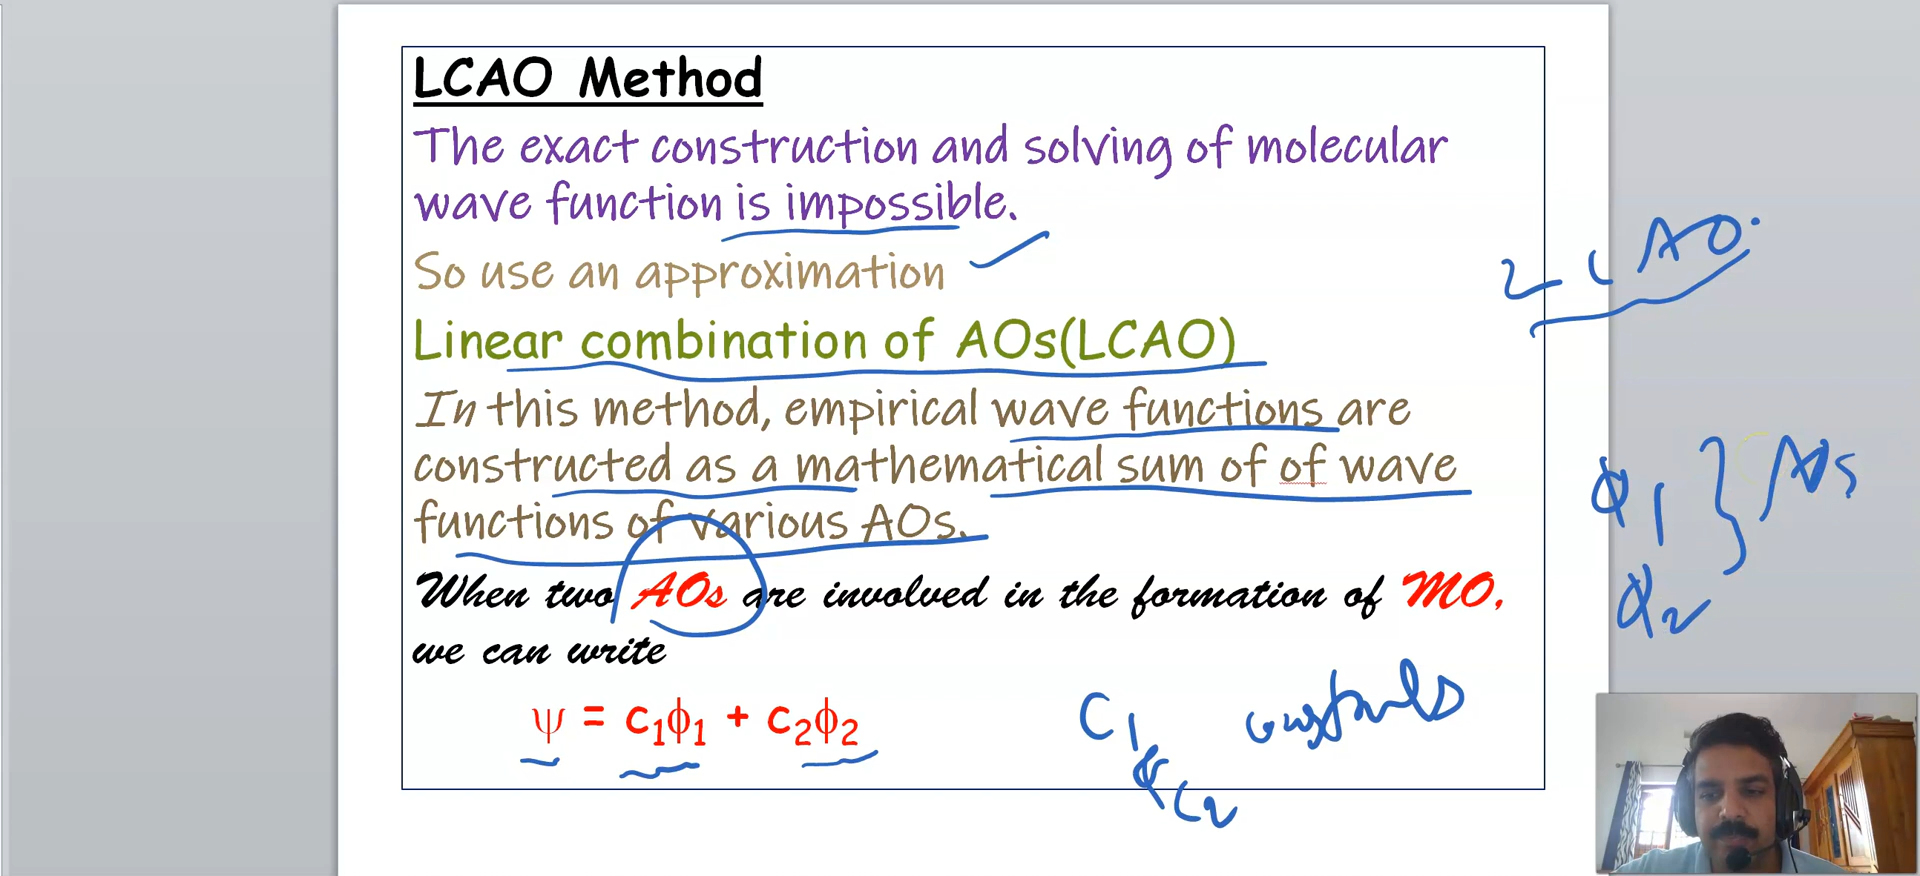 LCAO Method
The exact construction and solving of molecular
wave function is impossible.
So use an approximation
Linear combination of AOs(LCAO)
In this method, empirical wave functions are
constructed as a mathematical sum of of wave
functions of various AOs.
When two AOs are involved in the formation of MO,
we can write
ψ = c₁ϕ₁ + c₂ϕ₂
LCAO.
ϕ1
ϕ2
AOs
C1
& C2
constants